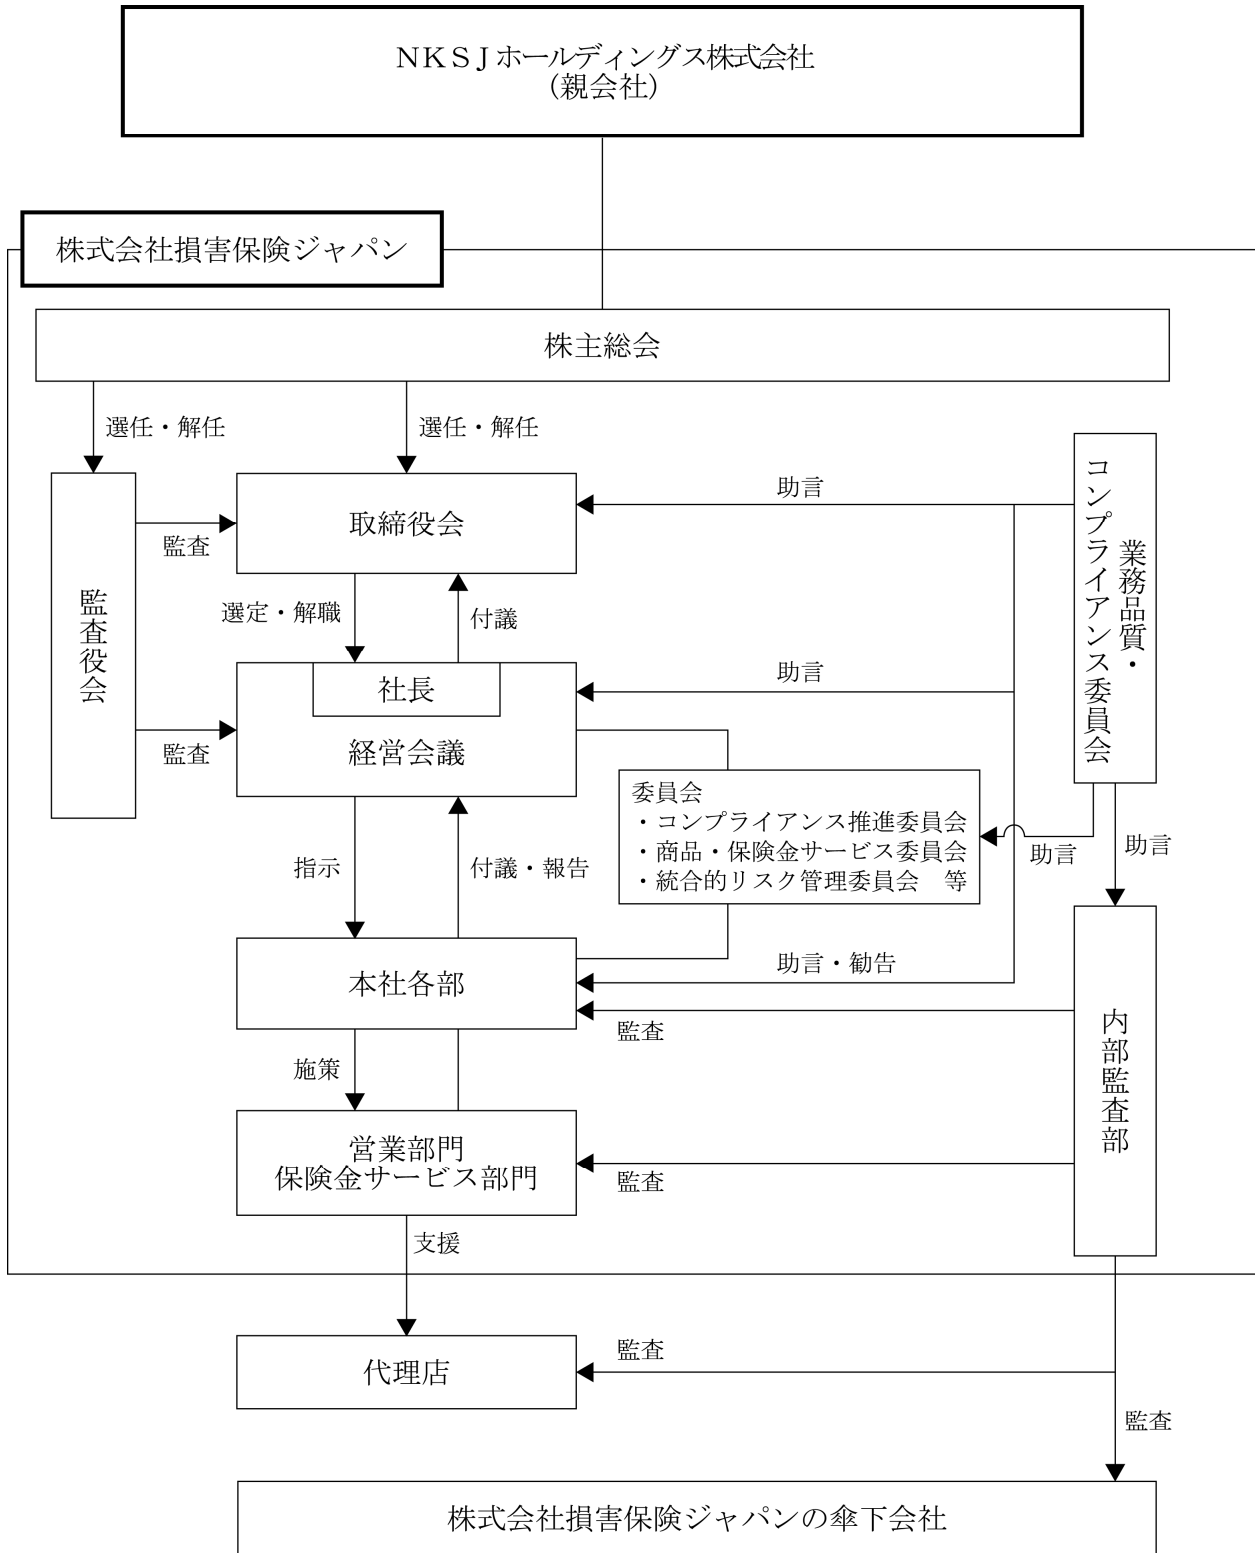 ＮＫＳＪホールディングス株式会社
（親会社）
株式会社損害保険ジャパン
株主総会
選任・解任
選任・解任
監査役会
取締役会
監査
助言
業務品質・
コンプライアンス委員会
選定・解職
付議
社長
経営会議
監査
助言
委員会
・コンプライアンス推進委員会
・商品・保険金サービス委員会
・統合的リスク管理委員会　等
助言
助言
指示
付議・報告
本社各部
助言・勧告
監査
内部監査部
施策
営業部門
保険金サービス部門
監査
支援
代理店
監査
監査
株式会社損害保険ジャパンの傘下会社